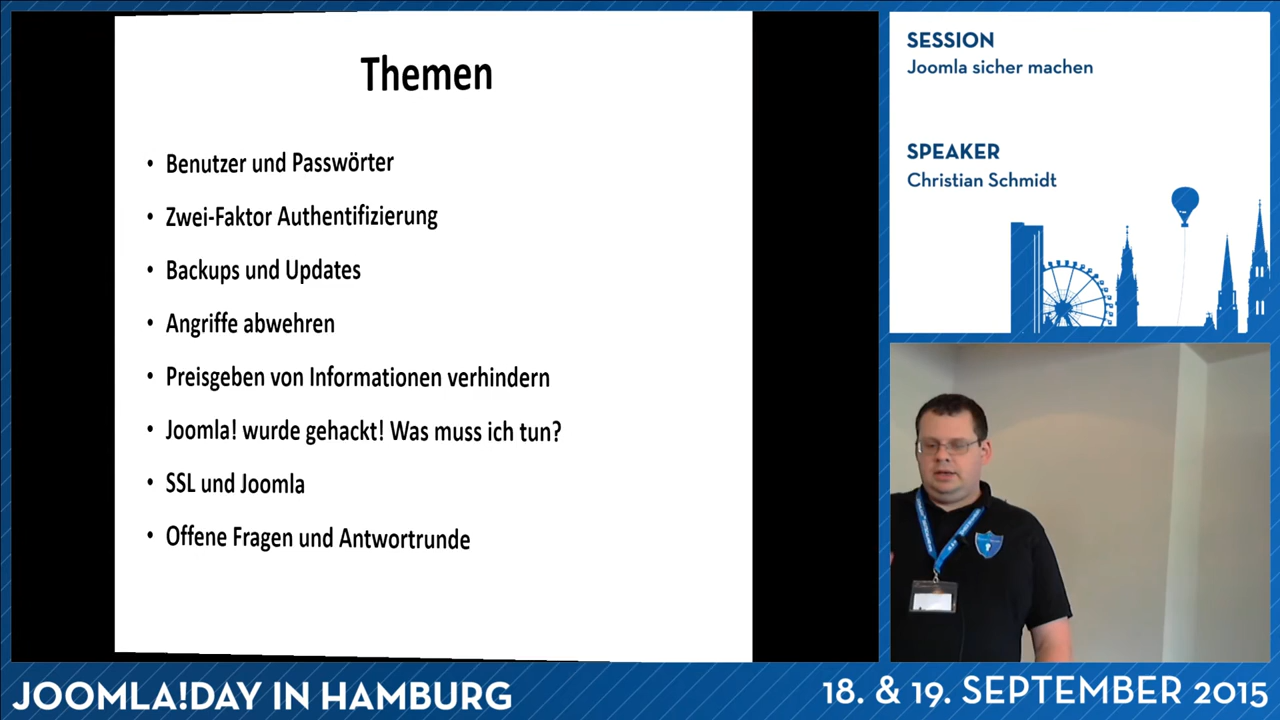 Themen
• Benutzer und Passwörter
• Zwei-Faktor Authentifizierung
• Backups und Updates
• Angriffe abwehren
• Preisgeben von Informationen verhindern
• Joomla! wurde gehackt! Was muss ich tun?
• SSL und Joomla
• Offene Fragen und Antwortrunde
SESSION
Joomla sicher machen
SPEAKER
Christian Schmidt
JOOMLA!DAY IN HAMBURG
18. & 19. SEPTEMBER 2015